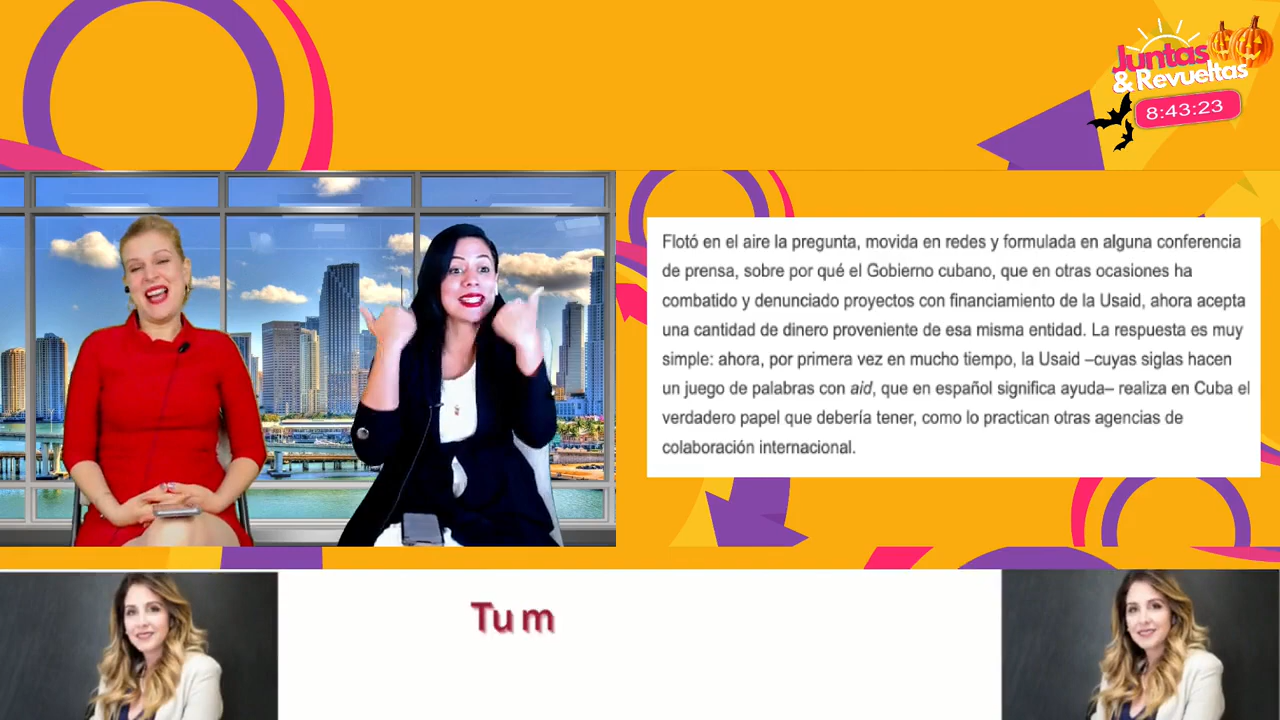 Juntas
& Revueltas
8:43:23
Flotó en el aire la pregunta, movida en redes y formulada en alguna conferencia
de prensa, sobre por qué el Gobierno cubano, que en otras ocasiones ha
combatido y denunciado proyectos con financiamiento de la Usaid, ahora acepta
una cantidad de dinero proveniente de esa misma entidad. La respuesta es muy
simple: ahora, por primera vez en mucho tiempo, la Usaid –cuyas siglas hacen
un juego de palabras con aid, que en español significa ayuda– realiza en Cuba el
verdadero papel que debería tener, como lo practican otras agencias de
colaboración internacional.
Tu m